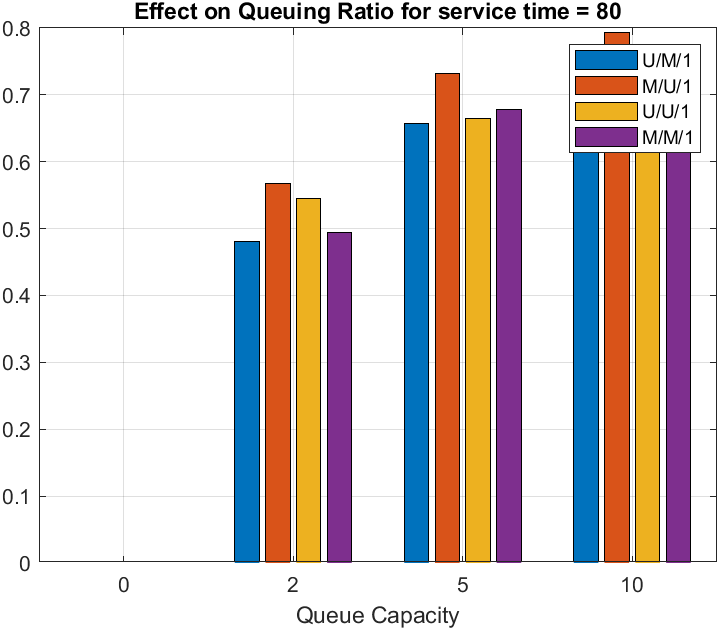 Effect on Queuing Ratio for service time = 80
0.8
0.7
0.6
0.5
0.4
0.3
0.2
0.1
0
U/M/1
M/U/1
U/U/1
M/M/1
0 2 5 10
Queue Capacity